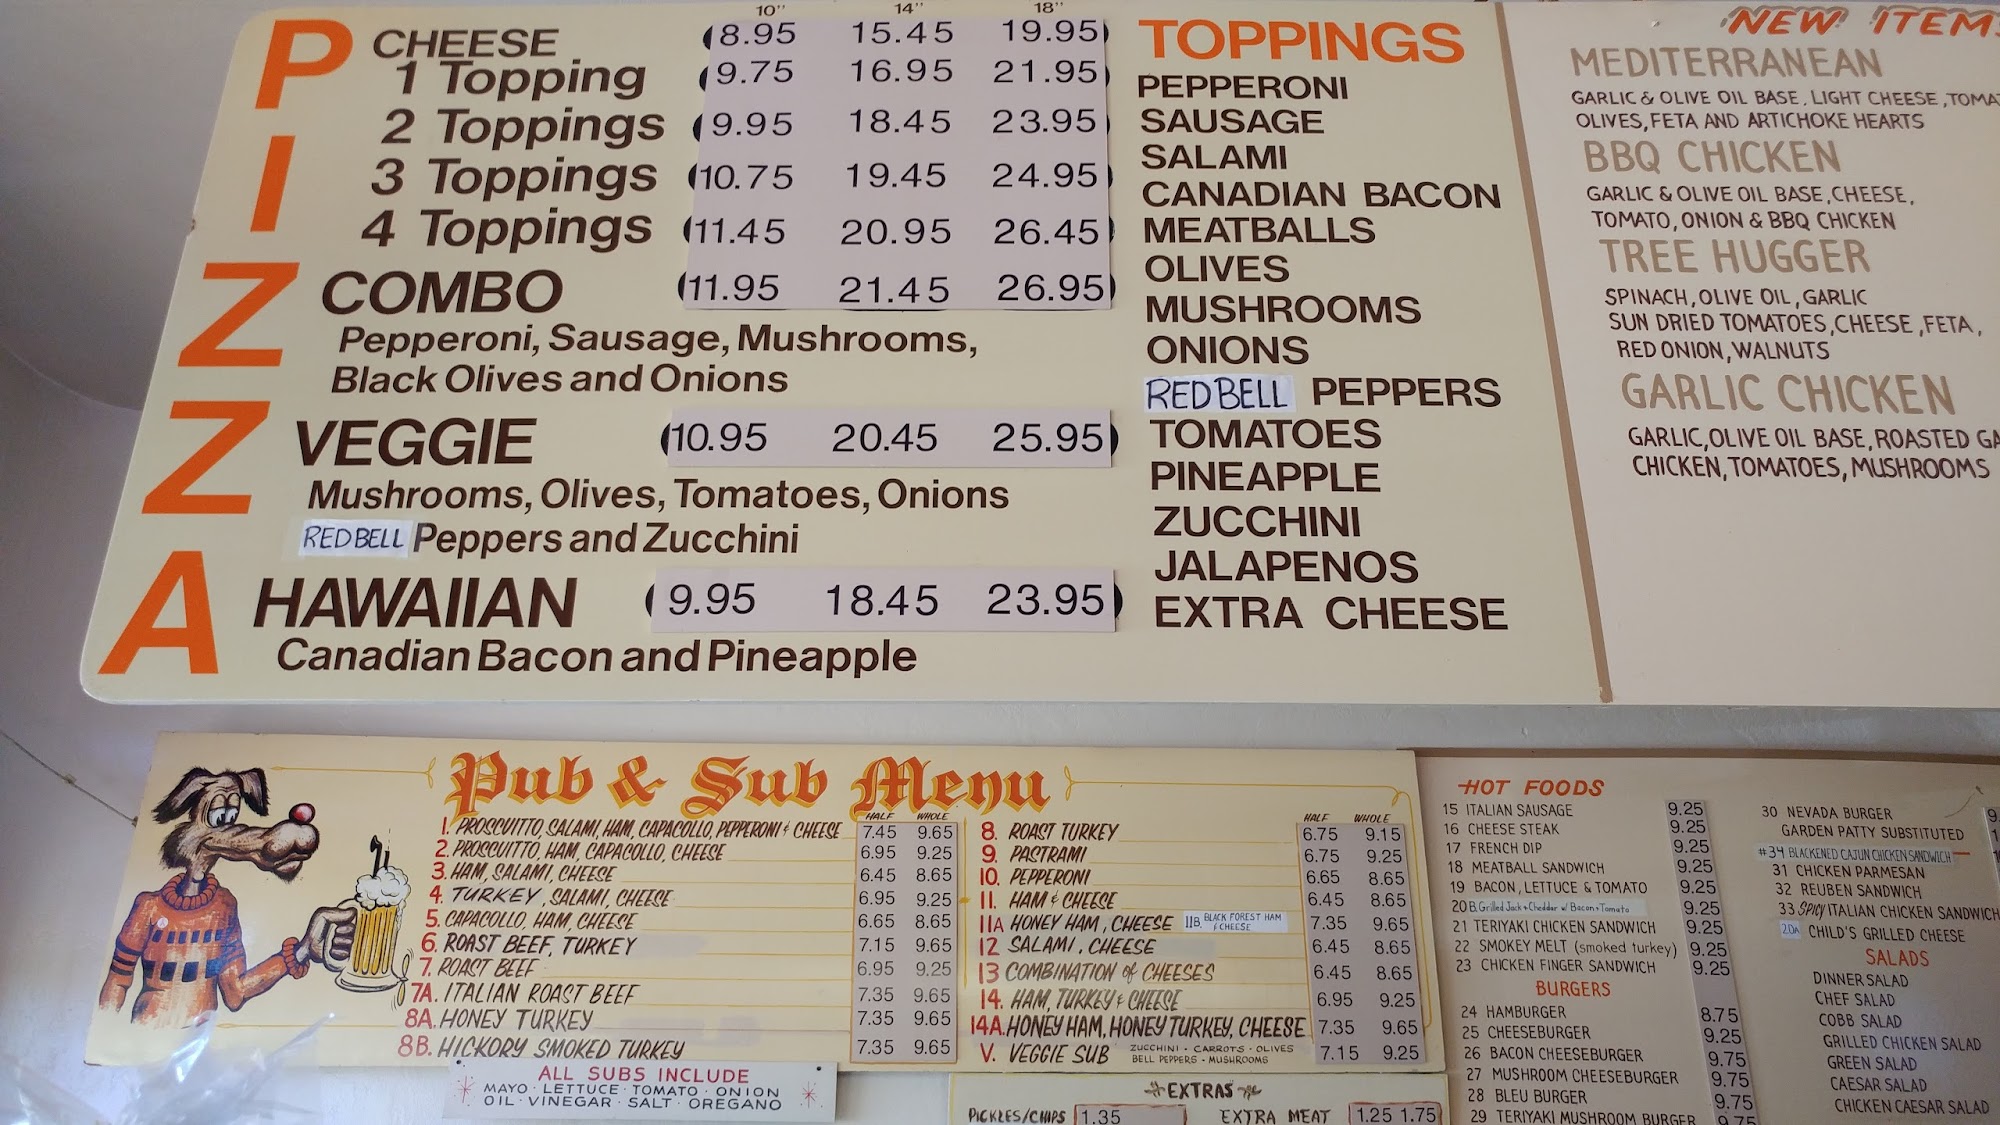 PIZZA
10" 14" 18"
CHEESE 8.95 15.45 19.95
1 Topping 9.75 16.95 21.95
2 Toppings 9.95 18.45 23.95
3 Toppings 10.75 19.45 24.95
4 Toppings 11.45 20.95 26.45
COMBO 11.95 21.45 26.95
Pepperoni, Sausage, Mushrooms,
Black Olives and Onions
VEGGIE 10.95 20.45 25.95
Mushrooms, Olives, Tomatoes, Onions
RED BELL Peppers and Zucchini
HAWAIIAN 9.95 18.45 23.95
Canadian Bacon and Pineapple
TOPPINGS
PEPPERONI
SAUSAGE
SALAMI
CANADIAN BACON
MEATBALLS
OLIVES
MUSHROOMS
ONIONS
RED BELL PEPPERS
TOMATOES
PINEAPPLE
ZUCCHINI
JALAPENOS
EXTRA CHEESE
NEW ITEMS
MEDITERRANEAN
GARLIC & OLIVE OIL BASE, LIGHT CHEESE,
OLIVES, FETA AND ARTICHOKE HEARTS
BBQ CHICKEN
GARLIC & OLIVE OIL BASE, CHEESE,
TOMATO, ONION & BBQ CHICKEN
TREE HUGGER
SPINACH, OLIVE OIL, GARLIC
SUN DRIED TOMATOES, CHEESE, FETA,
RED ONION, WALNUTS
GARLIC CHICKEN
GARLIC, OLIVE OIL BASE, ROASTED
CHICKEN, TOMATOES, MUSHROOMS
Pub & Sub Menu
HALF WHOLE
1. PROSCUITTO, SALAMI, HAM, CAPACOLLO, PEPPERONI & CHEESE 7.45 9.65
2. PROSCUITTO, HAM, CAPACOLLO, CHEESE 6.95 9.25
3. HAM, SALAMI, CHEESE 6.45 8.65
4. TURKEY, SALAMI, CHEESE 6.95 9.25
5. CAPACOLLO, HAM, CHEESE 6.65 8.65
6. ROAST BEEF, TURKEY 7.15 9.65
7. ROAST BEEF 6.95 9.25
7A. ITALIAN ROAST BEEF 7.35 9.65
8A. HONEY TURKEY 7.35 9.65
8B. HICKORY SMOKED TURKEY 7.35 9.65
HALF WHOLE
8. ROAST TURKEY 6.75 9.15
9. PASTRAMI 6.75 9.25
10. PEPPERONI 6.65 8.65
11. HAM & CHEESE 6.45 8.65
11A HONEY HAM, CHEESE 11B. BLACK FOREST HAM & CHEESE 7.35 9.65
12 SALAMI, CHEESE 6.45 8.65
13 COMBINATION of CHEESES 6.45 8.65
14. HAM, TURKEY & CHEESE 6.95 9.25
14A. HONEY HAM, HONEY TURKEY, CHEESE 7.35 9.65
V. VEGGIE SUB ZUCCHINI - CARROTS - OLIVES 7.15 9.25
BELL PEPPERS - MUSHROOMS
ALL SUBS INCLUDE
MAYO · LETTUCE · TOMATO · ONION
OIL · VINEGAR · SALT · OREGANO
EXTRAS
PICKLES/CHIPS 1.35 EXTRA MEAT 1.25 1.75
HOT FOODS
15 ITALIAN SAUSAGE 9.25
16 CHEESE STEAK 9.25
17 FRENCH DIP 9.25
18 MEATBALL SANDWICH 9.25
19 BACON, LETTUCE & TOMATO 9.25
20 B. Grilled Jack & Cheddar w/ Bacon & Tomato 9.25
21 TERIYAKI CHICKEN SANDWICH 9.25
22 SMOKEY MELT (smoked turkey) 9.25
23 CHICKEN FINGER SANDWICH 9.25
BURGERS
24 HAMBURGER 8.75
25 CHEESEBURGER 9.25
26 BACON CHEESEBURGER 9.75
27 MUSHROOM CHEESEBURGER 9.75
28 BLEU BURGER 9.75
29 TERIYAKI MUSHROOM BURGER 9.75
30 NEVADA BURGER
GARDEN PATTY SUBSTITUTED
#34 BLACKENED CAJUN CHICKEN SANDWICH
31 CHICKEN PARMESAN
32 REUBEN SANDWICH
33 SPICY ITALIAN CHICKEN SANDWICH
20A CHILD'S GRILLED CHEESE
SALADS
DINNER SALAD
CHEF SALAD
COBB SALAD
GRILLED CHICKEN SALAD
GREEN SALAD
CAESAR SALAD
CHICKEN CAESAR SALAD